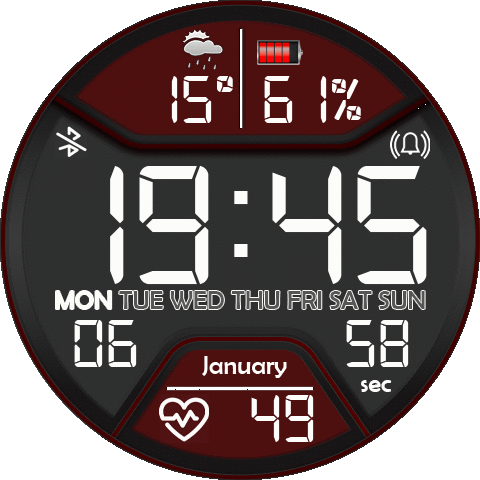 15° 61%
19:45
MON TUE WED THU FRI SAT SUN
06 58
sec
January
49